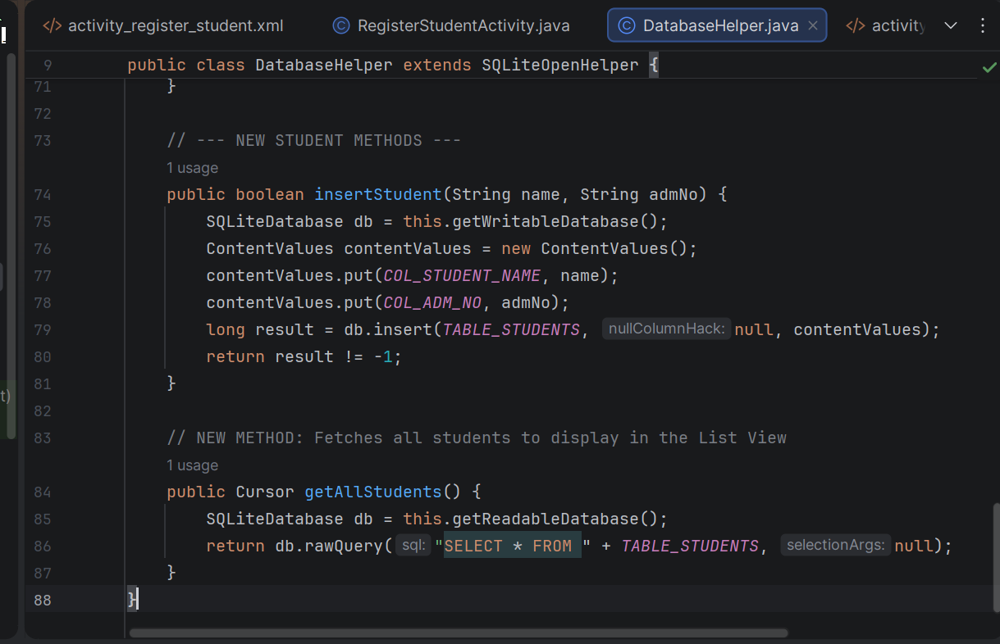 activity_register_student.xml RegisterStudentActivity.java DatabaseHelper.java activity
9 public class DatabaseHelper extends SQLiteOpenHelper {
71 }
72
73 // --- NEW STUDENT METHODS ---
1 usage
74 public boolean insertStudent(String name, String admNo) {
75 SQLiteDatabase db = this.getWritableDatabase();
76 ContentValues contentValues = new ContentValues();
77 contentValues.put(COL_STUDENT_NAME, name);
78 contentValues.put(COL_ADM_NO, admNo);
79 long result = db.insert(TABLE_STUDENTS, nullColumnHack: null, contentValues);
80 return result != -1;
81 }
t)
82
83 // NEW METHOD: Fetches all students to display in the List View
1 usage
84 public Cursor getAllStudents() {
85 SQLiteDatabase db = this.getReadableDatabase();
86 return db.rawQuery( sql: "SELECT * FROM " + TABLE_STUDENTS, selectionArgs: null);
87 }
88 }